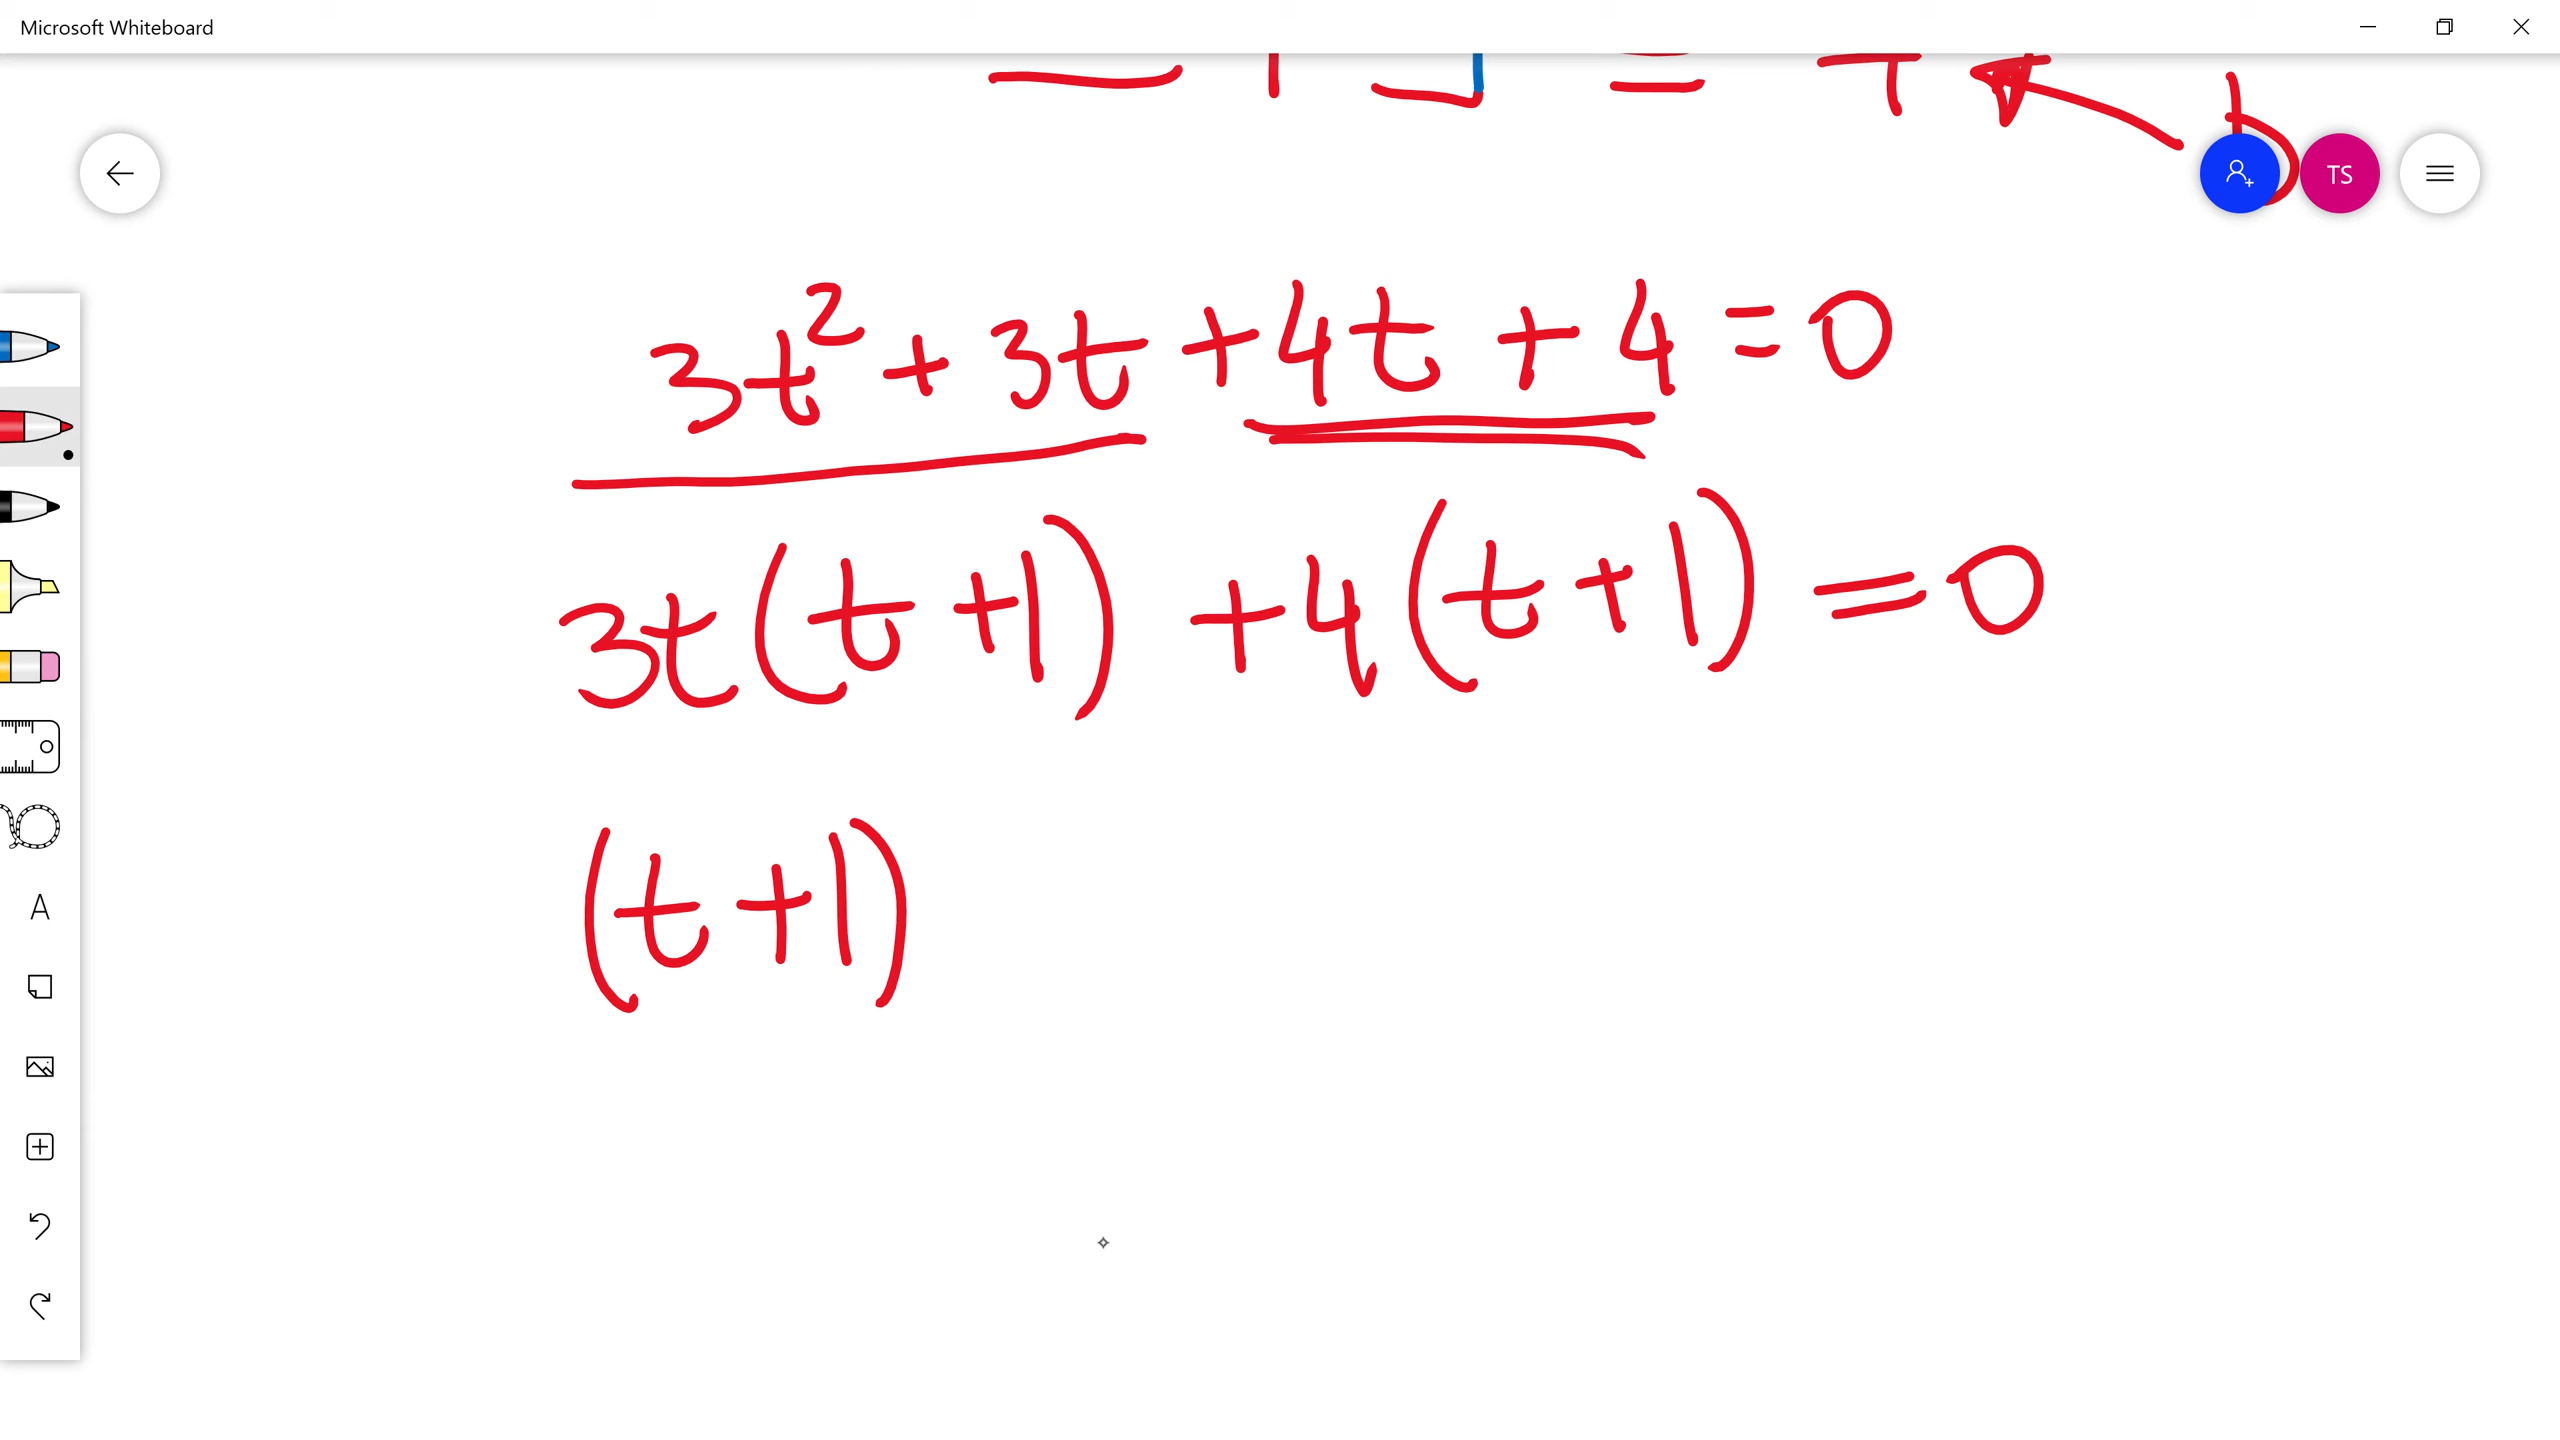 Microsoft Whiteboard
TS
3t² + 3t + 4t + 4 = 0
3t(t+1) + 4(t+1) = 0
(t+1)
A